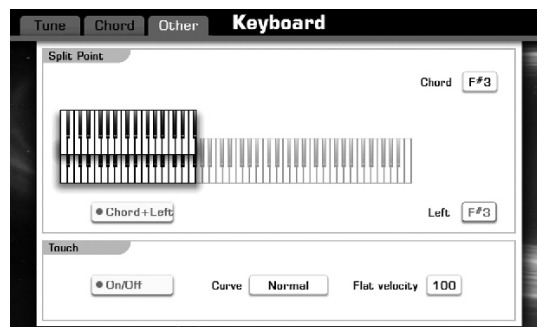 Tune Chord Other Keyboard
Split Point
Chord F#3
Chord+Left
Left F#3
Touch
On/Off Curve Normal Flat velocity 100